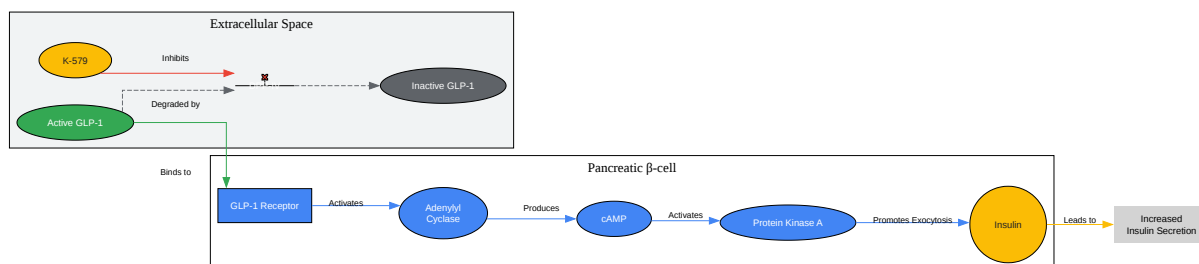 Extracellular Space
K-579
Inhibits
Inactive GLP-1
Degraded by
Active GLP-1
Binds to
Pancreatic β-cell
GLP-1 Receptor
Activates
Adenylyl
Cyclase
Produces
cAMP
Activates
Protein Kinase A
Promotes Exocytosis
Insulin
Leads to
Increased
Insulin Secretion